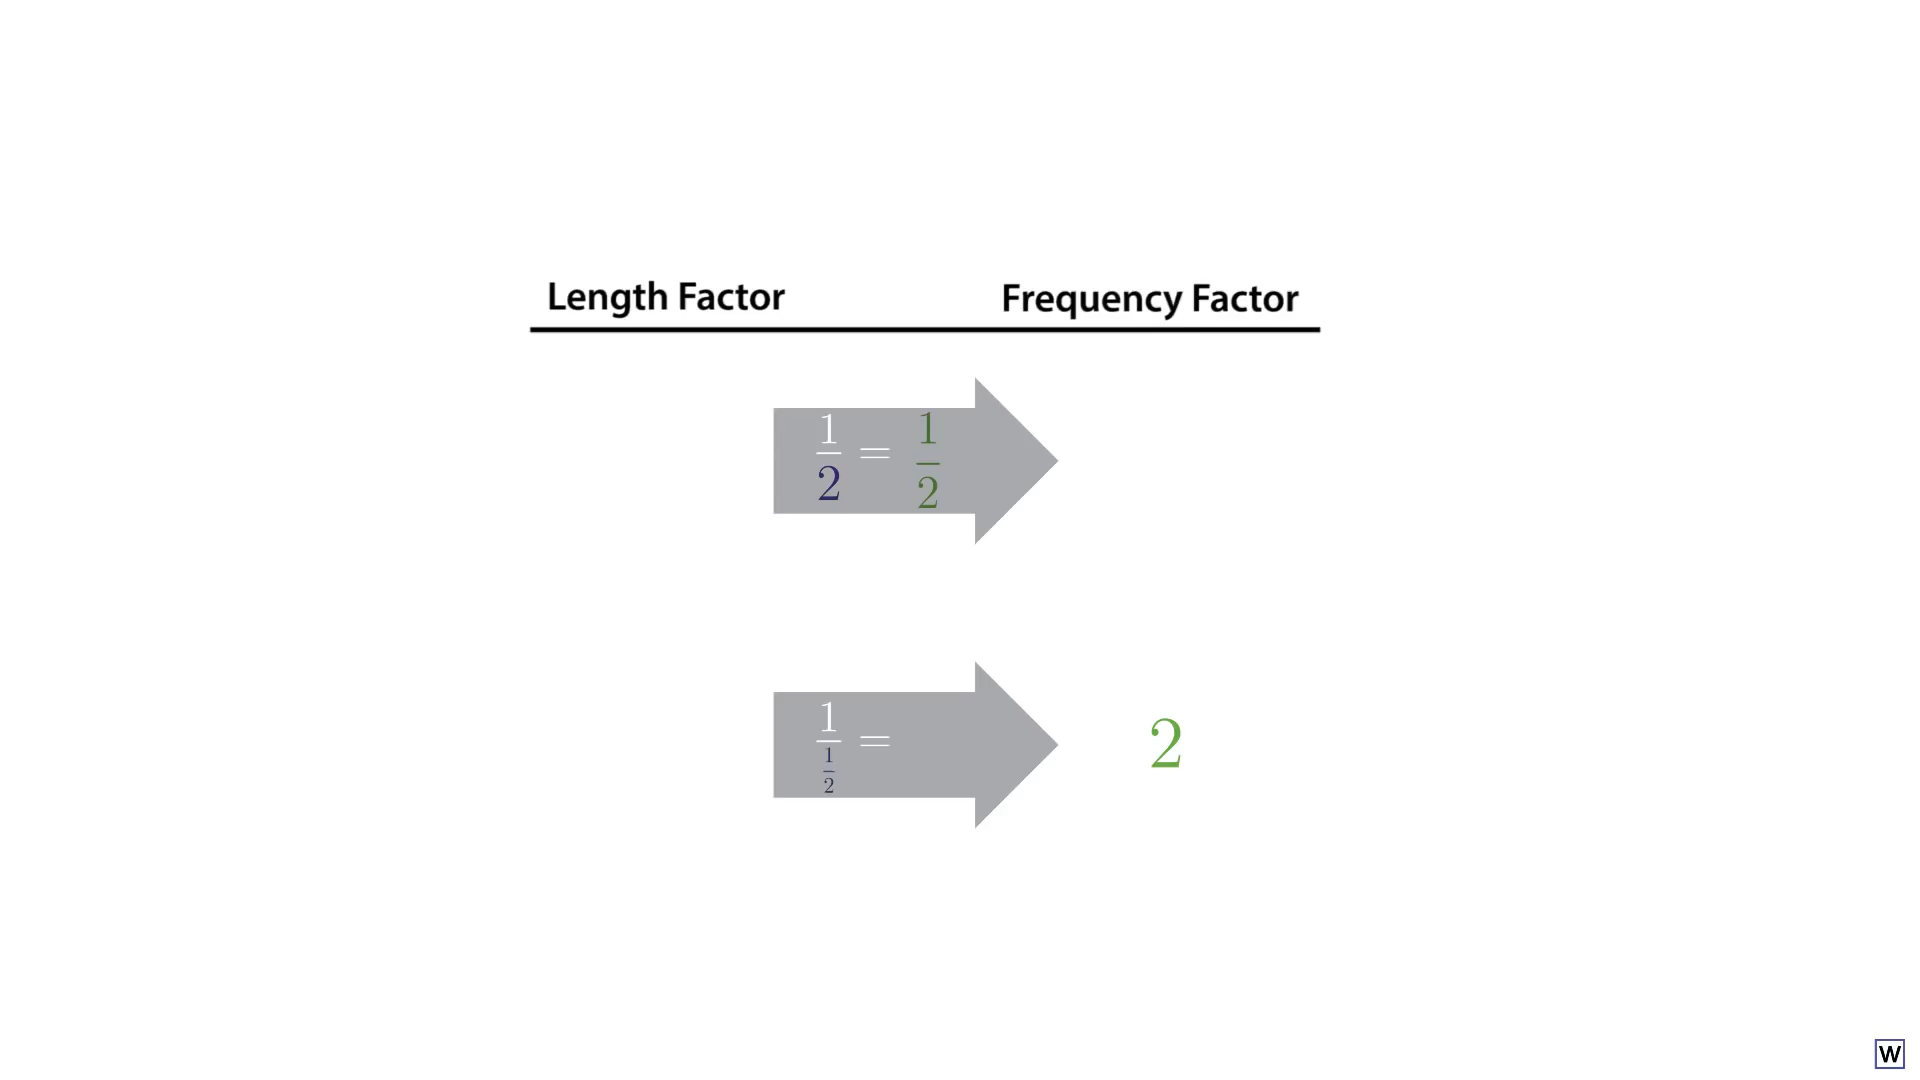 Length Factor Frequency Factor
1/2 = 1/2
1/(1/2) = 2
W